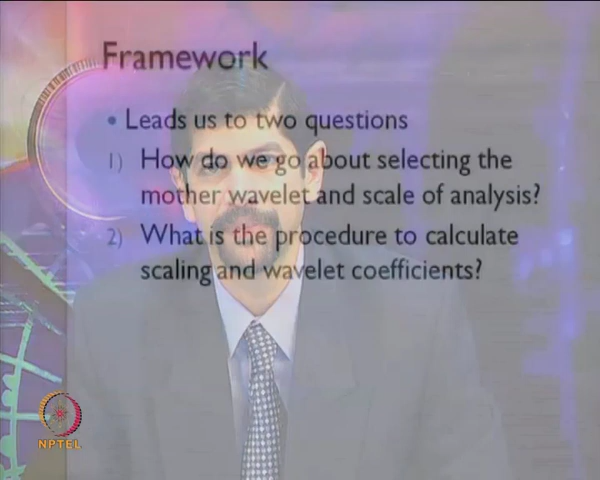 Framework
• Leads us to two questions
1) How do we go about selecting the
mother wavelet and scale of analysis?
2) What is the procedure to calculate
scaling and wavelet coefficients?
NPTEL